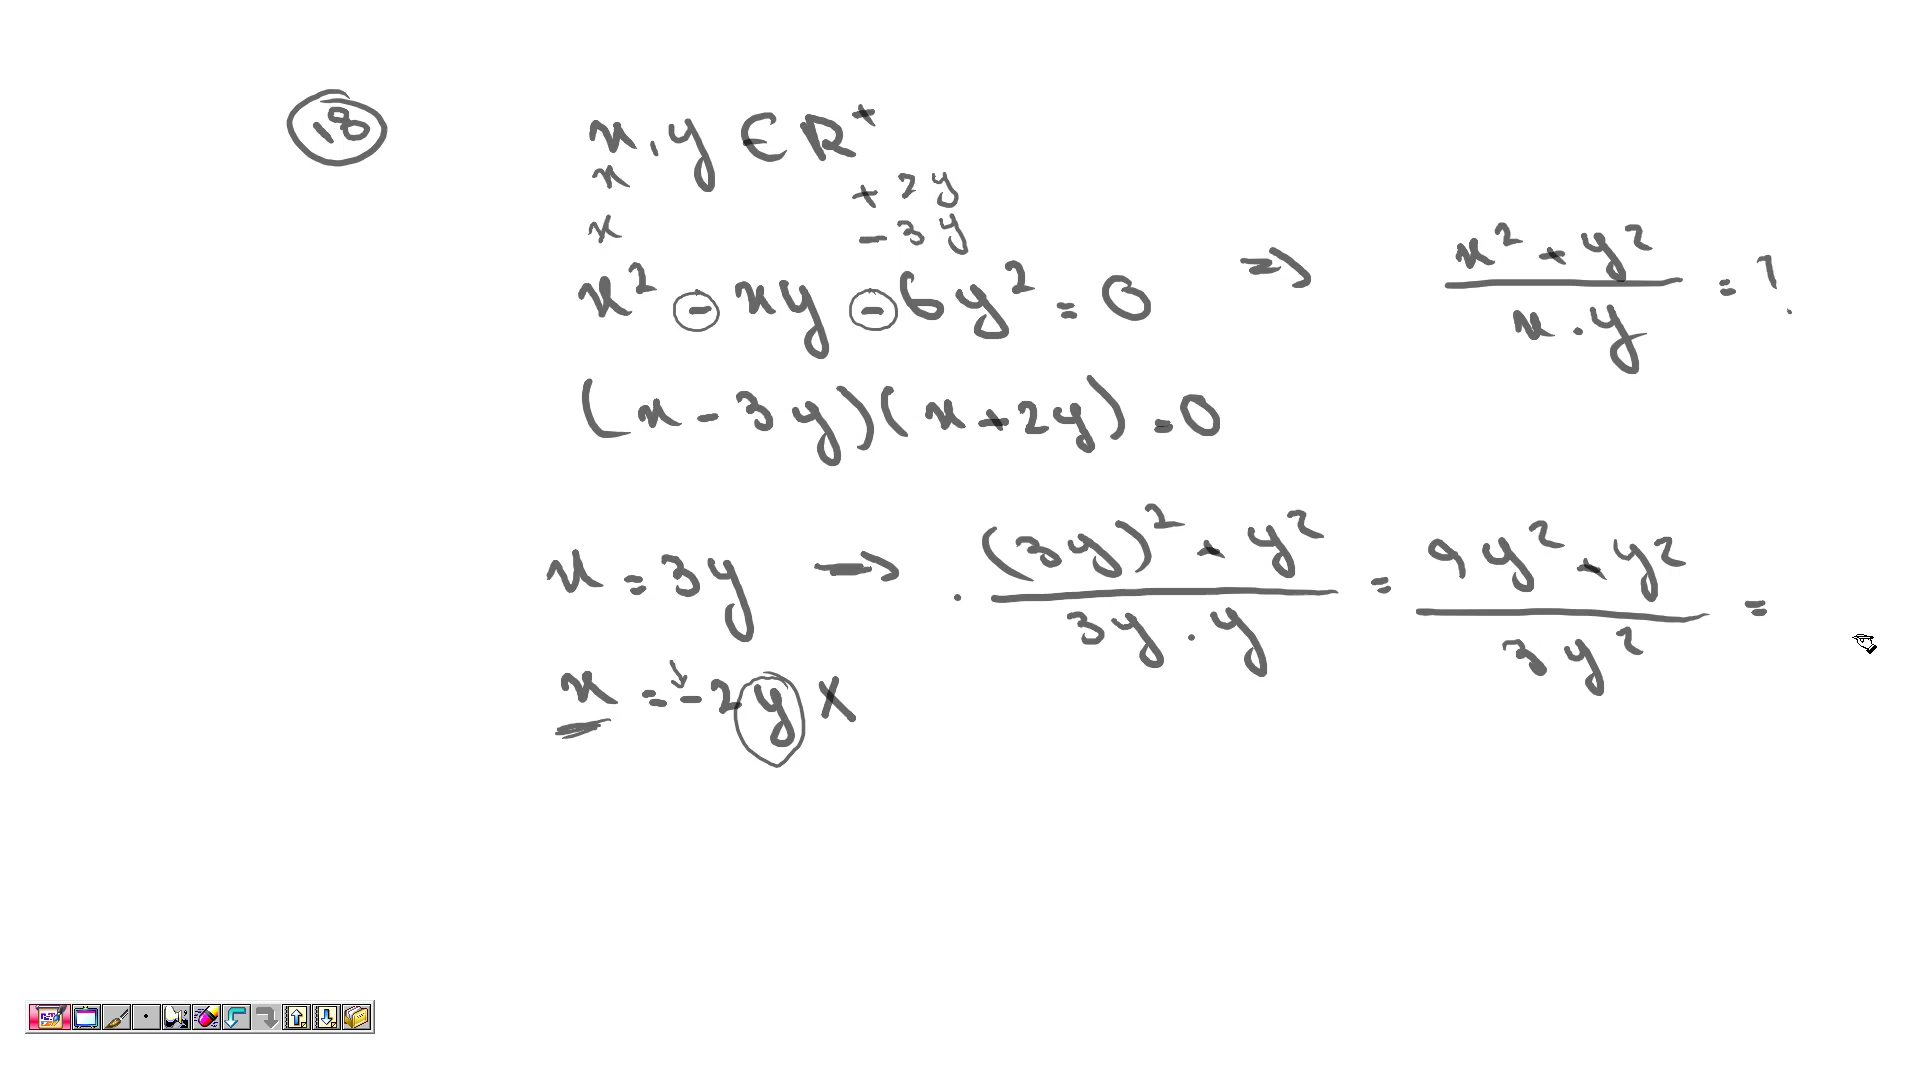 18
x, y ∈ R⁺
x +2y
x -3y
x² - xy - 6y² = 0 ⇒ (x² + y²)/(x · y) = ?
(x - 3y)(x + 2y) = 0
x = 3y → ((3y)² + y²)/(3y · y) = (9y² + y²)/(3y²) =
x = -2y X